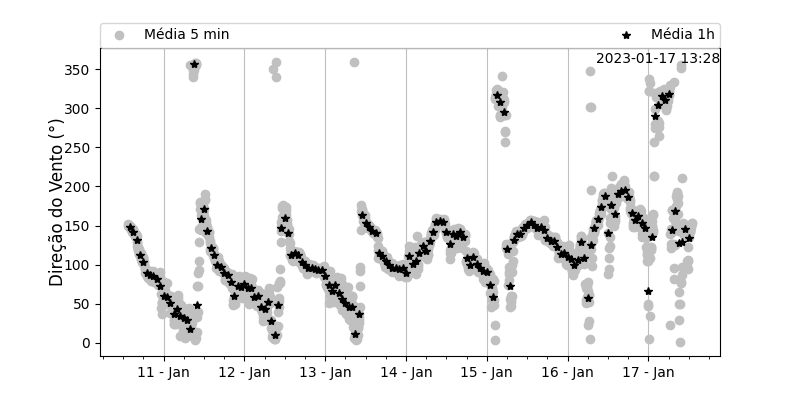 Média 5 min
Média 1h
2023-01-17 13:28
Direção do Vento (°)
350
300
250
200
150
100
50
0
11 - Jan
12 - Jan
13 - Jan
14 - Jan
15 - Jan
16 - Jan
17 - Jan